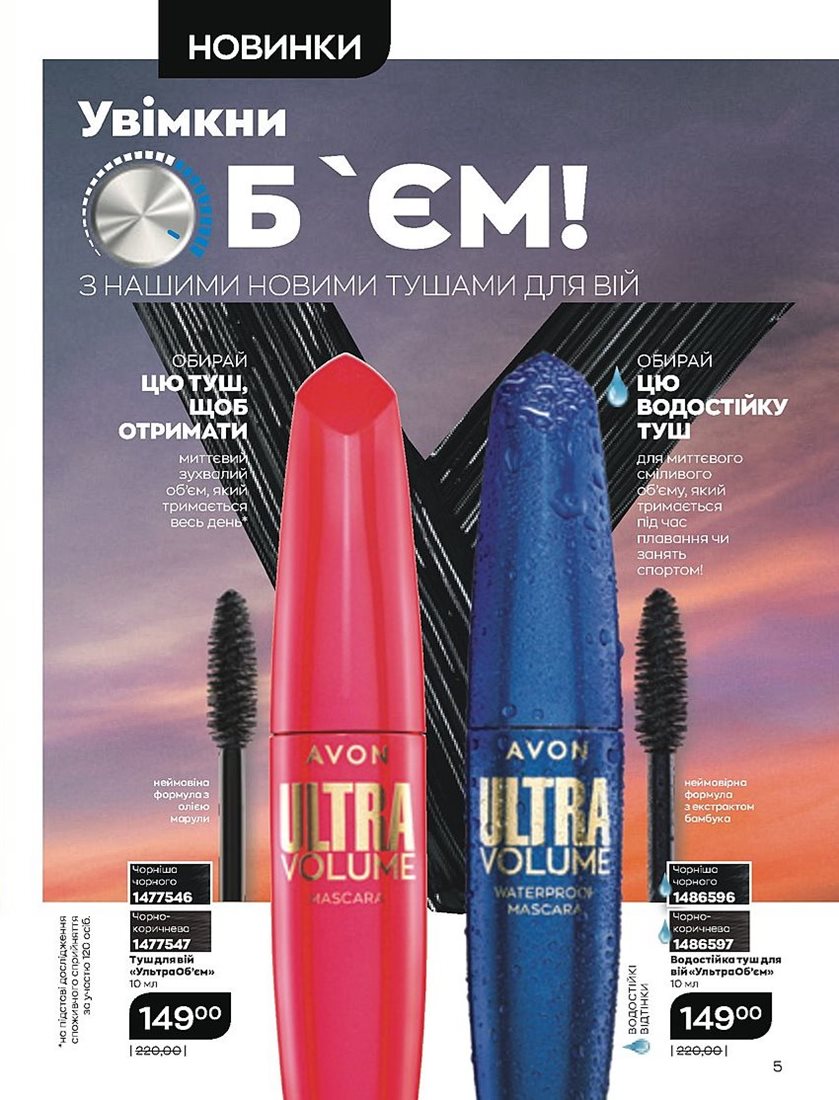 НОВИНКИ
Увімкни
ОБ`ЄМ!
З НАШИМИ НОВИМИ ТУШАМИ ДЛЯ ВІЙ
ОБИРАЙ
ЦЮ ТУШ,
ЩОБ
ОТРИМАТИ
миттєвий
зухвалий
об'єм, який
тримається
весь день*
ОБИРАЙ
ЦЮ
ВОДОСТІЙКУ
ТУШ
для миттєвого
сміливого
об'єму, який
тримається
під час
плавання чи
занять
спортом!
AVON
ULTRA
VOLUME
MASCARA
AVON
ULTRA
VOLUME
WATERPROOF
MASCARA
неймовіна
формула з
олією
марули
неймовірна
формула
з екстрактом
бамбука
Чорніша
чорного
1477546
Чорно-
коричнева
1477547
Туш для вій
«УльтраОб'єм»
10 мл
14900
220,00
Чорніша
чорного
1486596
Чорно-
коричнева
1486597
Водостійка туш для
вій «УльтраОб'єм»
10 мл
14900
220,00
*на підставі дослідження
споживчого сприйняття
за участю 120 осіб.
ВОДОСТІЙКІ
ВІДТІНКИ
5